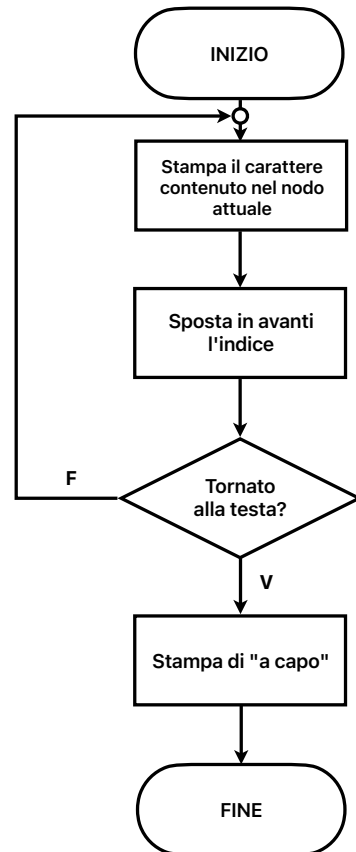 INIZIO
Stampa il carattere
contenuto nel nodo
attuale
Sposta in avanti
l'indice
Tornato
alla testa?
F
V
Stampa di "a capo"
FINE